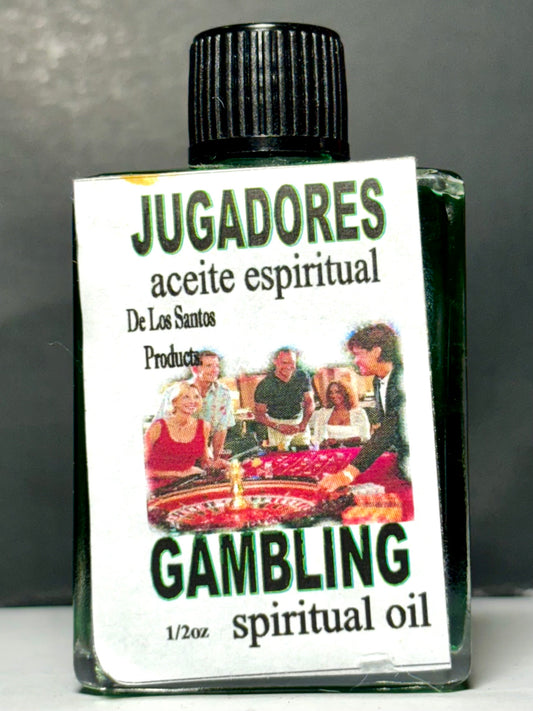 JUGADORES
aceite espiritual
De Los Santos
Products
GAMBLING
1/2oz spiritual oil